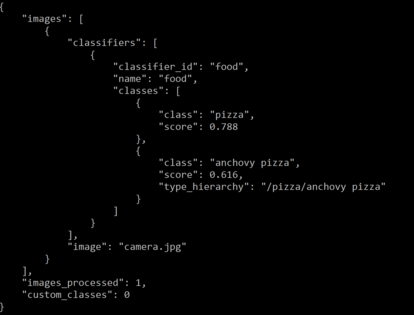 {
    "images": [
        {
            "classifiers": [
                {
                    "classifier_id": "food",
                    "name": "food",
                    "classes": [
                        {
                            "class": "pizza",
                            "score": 0.788
                        },
                        {
                            "class": "anchovy pizza",
                            "score": 0.616,
                            "type_hierarchy": "/pizza/anchovy pizza"
                        }
                    ]
                }
            ],
            "image": "camera.jpg"
        }
    ],
    "images_processed": 1,
    "custom_classes": 0
}